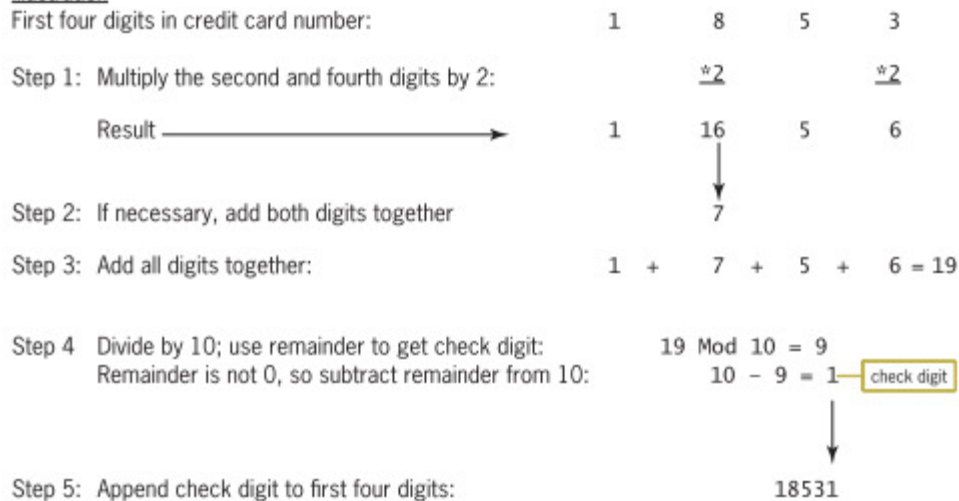 First four digits in credit card number: 1 8 5 3
Step 1: Multiply the second and fourth digits by 2: *2 *2
Result 1 16 5 6
Step 2: If necessary, add both digits together 7
Step 3: Add all digits together: 1 + 7 + 5 + 6 = 19
Step 4 Divide by 10; use remainder to get check digit: 19 Mod 10 = 9
Remainder is not 0, so subtract remainder from 10: 10 - 9 = 1 check digit
Step 5: Append check digit to first four digits: 18531